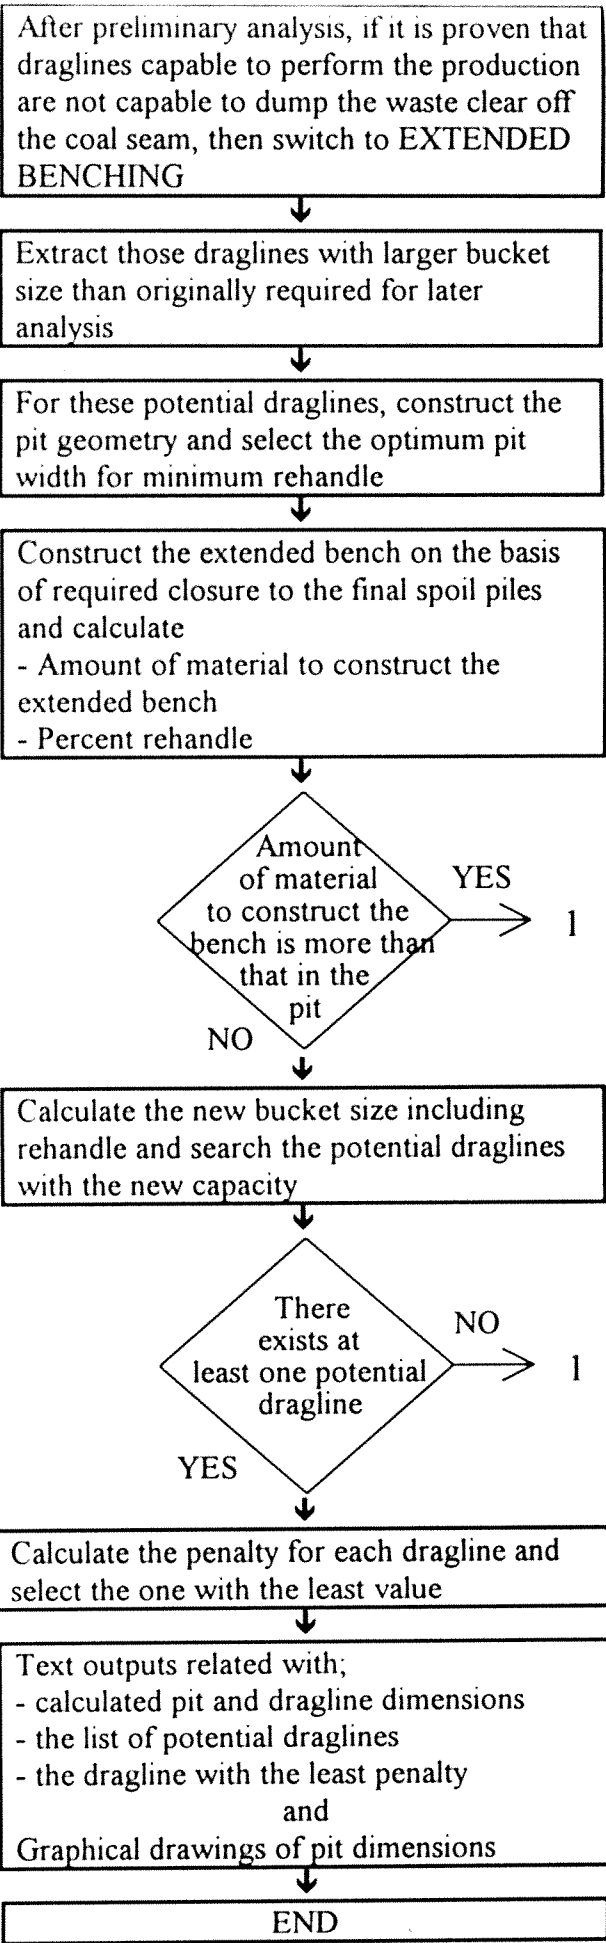 After preliminary analysis, if it is proven that
draglines capable to perform the production
are not capable to dump the waste clear off
the coal seam, then switch to EXTENDED
BENCHING
Extract those draglines with larger bucket
size than originally required for later
analysis
For these potential draglines, construct the
pit geometry and select the optimum pit
width for minimum rehandle
Construct the extended bench on the basis
of required closure to the final spoil piles
and calculate
- Amount of material to construct the
extended bench
- Percent rehandle
Amount
of material
to construct the
bench is more than
that in the
pit
YES
1
NO
Calculate the new bucket size including
rehandle and search the potential draglines
with the new capacity
There
exists at
least one potential
dragline
NO
1
YES
Calculate the penalty for each dragline and
select the one with the least value
Text outputs related with;
- calculated pit and dragline dimensions
- the list of potential draglines
- the dragline with the least penalty
and
Graphical drawings of pit dimensions
END